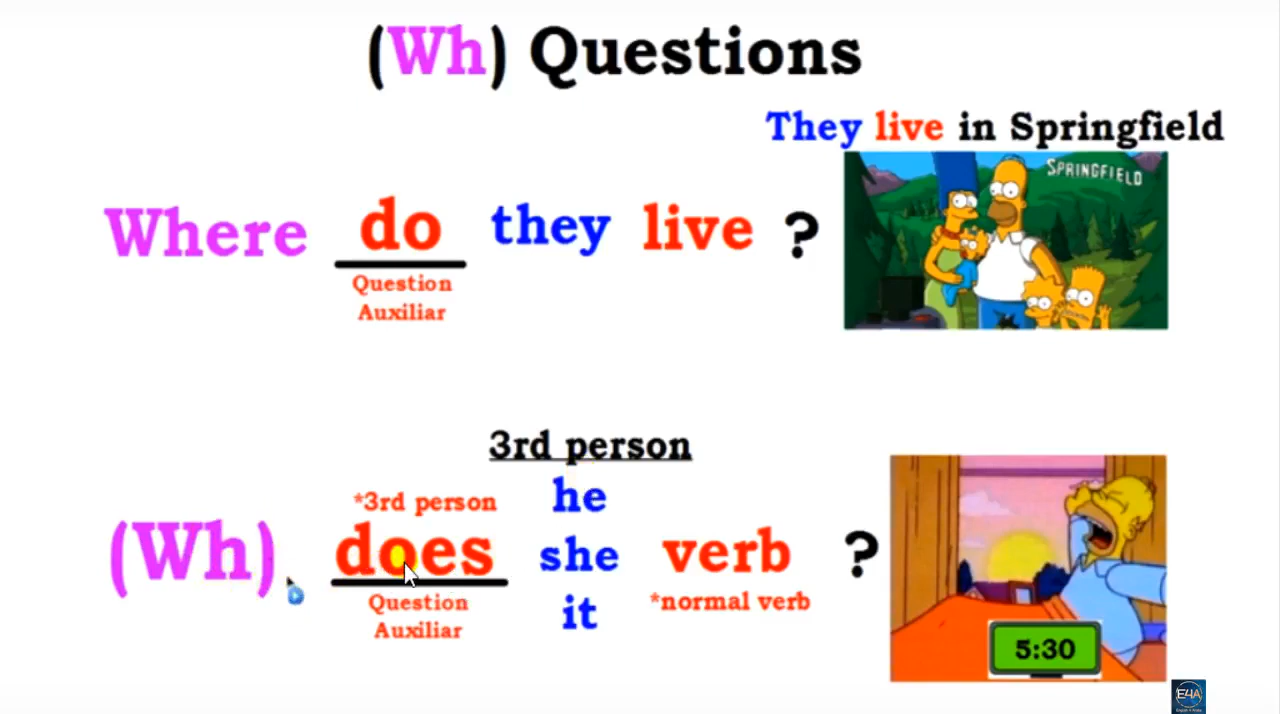 (Wh) Questions
They live in Springfield
SPRINGFIELD
Where do they live ?
Question
Auxiliar
3rd person
*3rd person
he
(Wh) does she verb ?
it
*normal verb
Question
Auxiliar
5:30
E4A